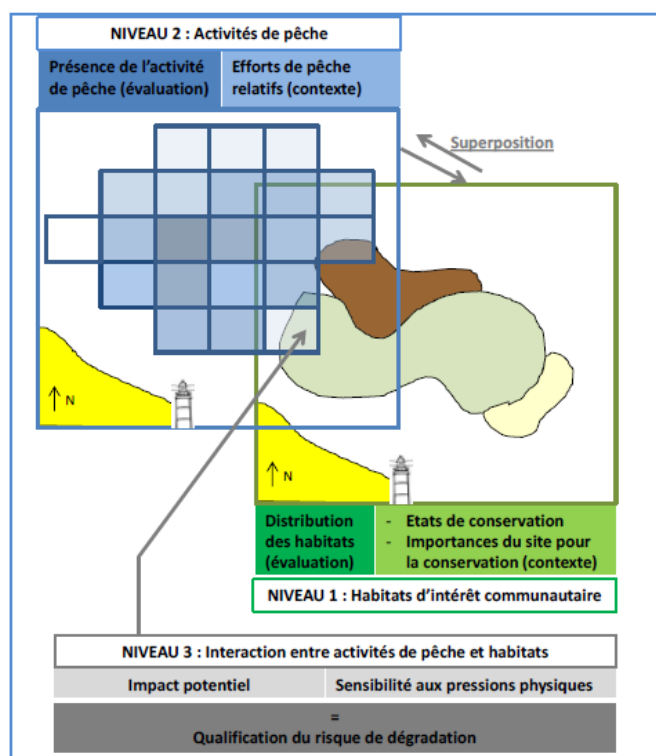 NIVEAU 2 : Activités de pêche
Présence de l'activité
de pêche (évaluation)
Efforts de pêche
relatifs (contexte)
Superposition
N
N
Distribution
des habitats
(évaluation)
- Etats de conservation
- Importances du site pour
la conservation (contexte)
NIVEAU 1 : Habitats d'intérêt communautaire
NIVEAU 3 : Interaction entre activités de pêche et habitats
Impact potentiel
Sensibilité aux pressions physiques
=
Qualification du risque de dégradation